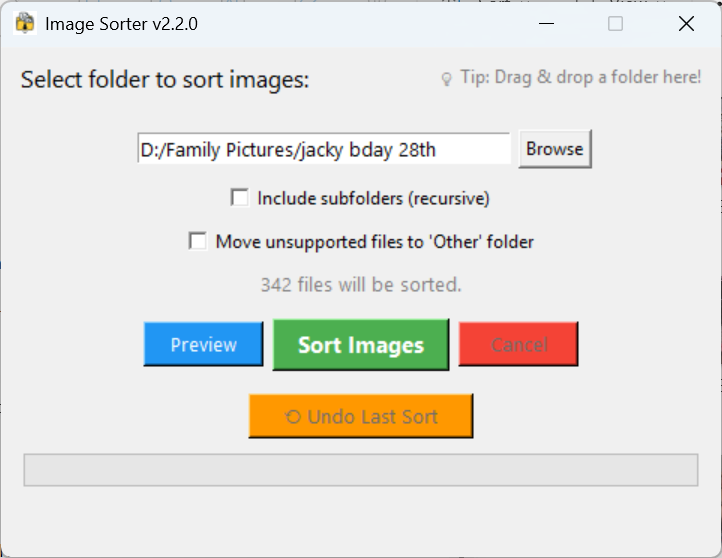 Image Sorter v2.2.0
Select folder to sort images:
Tip: Drag & drop a folder here!
D:/Family Pictures/jacky bday 28th
Browse
Include subfolders (recursive)
Move unsupported files to 'Other' folder
342 files will be sorted.
Preview
Sort Images
Cancel
Undo Last Sort